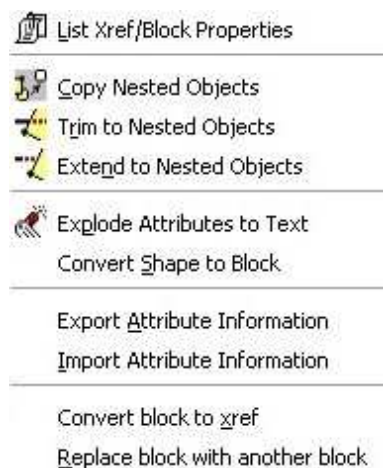 List Xref/Block Properties
Copy Nested Objects
Trim to Nested Objects
Extend to Nested Objects
Explode Attributes to Text
Convert Shape to Block
Export Attribute Information
Import Attribute Information
Convert block to xref
Replace block with another block